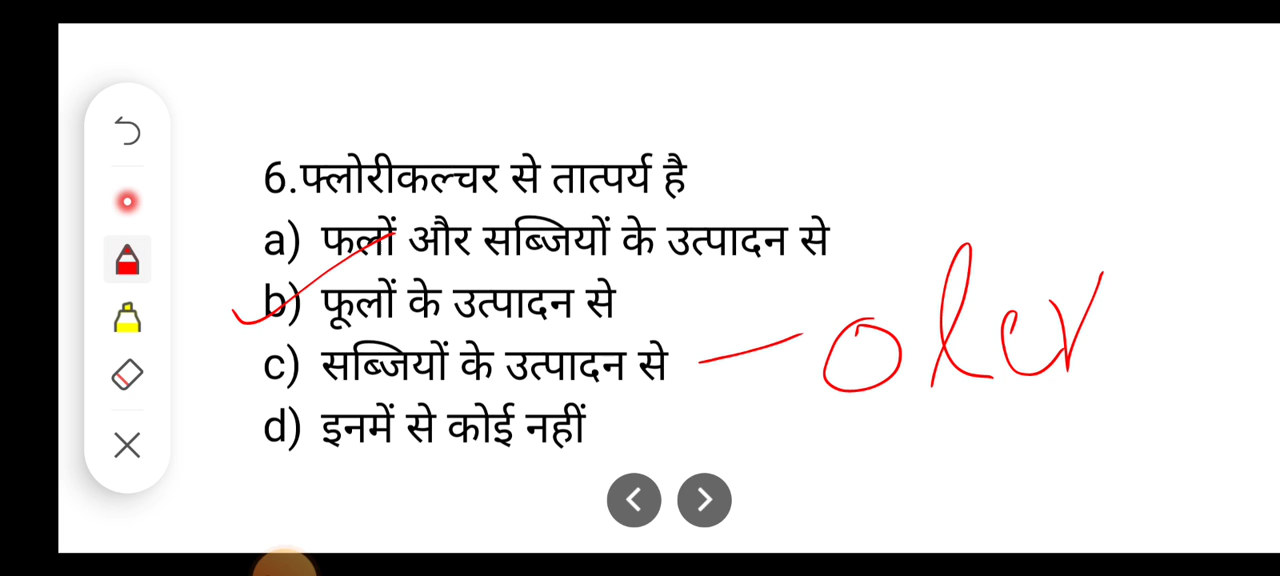 6.फ्लोरीकल्चर से तात्पर्य है
a) फलों और सब्जियों के उत्पादन से
b) फूलों के उत्पादन से
c) सब्जियों के उत्पादन से
d) इनमें से कोई नहीं